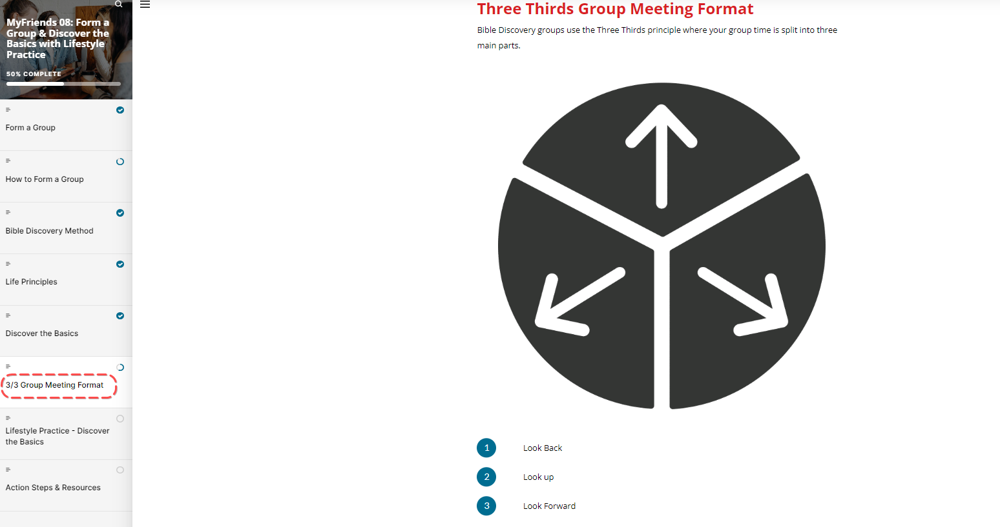 MyFriends 08: Form a
Group & Discover the
Basics with Lifestyle
Practice
50% COMPLETE
Form a Group
How to Form a Group
Bible Discovery Method
Life Principles
Discover the Basics
3/3 Group Meeting Format
Lifestyle Practice - Discover
the Basics
Action Steps & Resources
Three Thirds Group Meeting Format
Bible Discovery groups use the Three Thirds principle where your group time is split into three
main parts.
1 Look Back
2 Look up
3 Look Forward